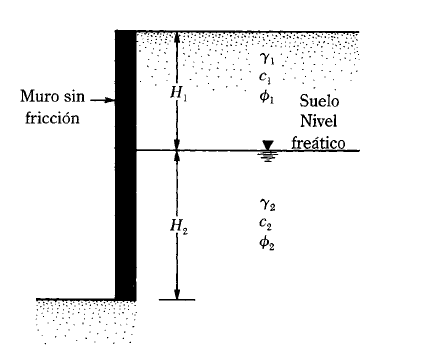 γ₁
c₁
H₁
ϕ₁
Muro sin
fricción
Suelo
Nivel
freático
γ₂
c₂
H₂
ϕ₂